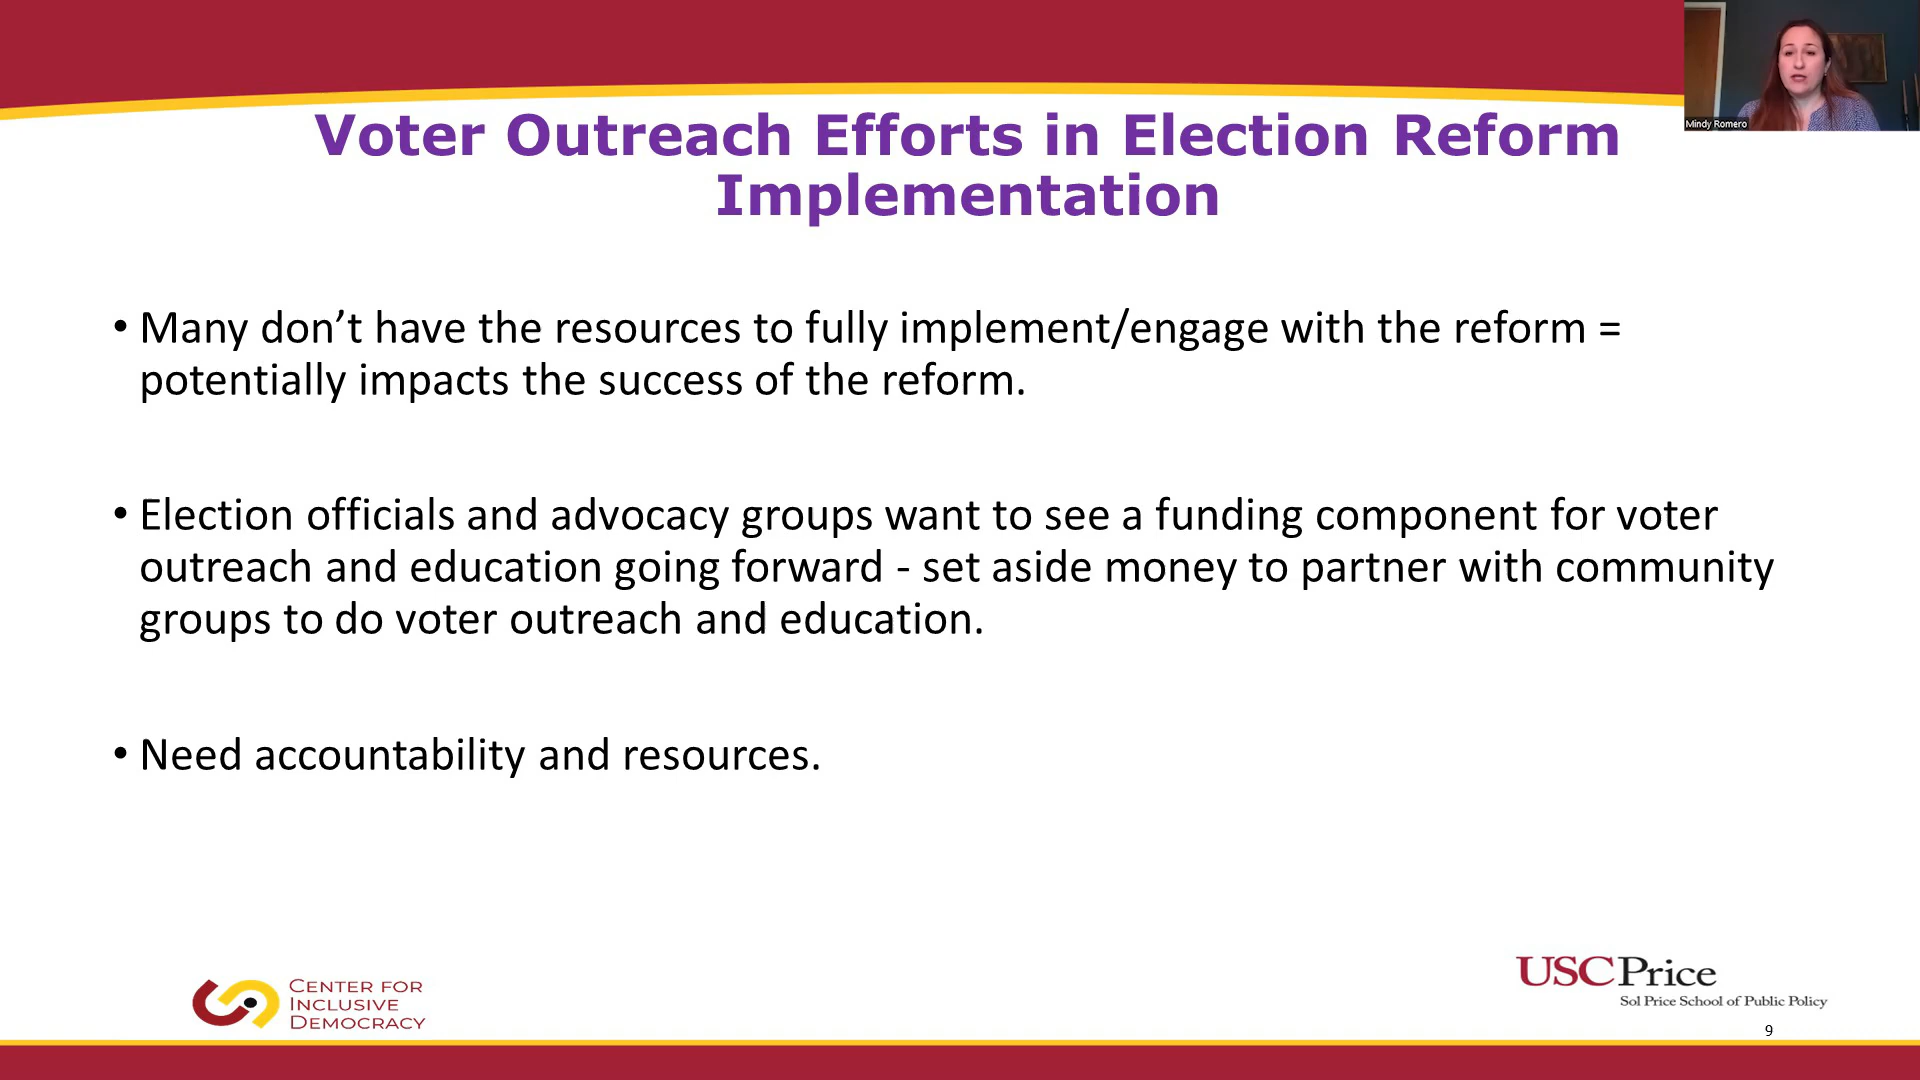 Mindy Romero
Voter Outreach Efforts in Election Reform
Implementation
• Many don’t have the resources to fully implement/engage with the reform =
potentially impacts the success of the reform.
• Election officials and advocacy groups want to see a funding component for voter
outreach and education going forward - set aside money to partner with community
groups to do voter outreach and education.
• Need accountability and resources.
CENTER FOR
INCLUSIVE
DEMOCRACY
USC Price
Sol Price School of Public Policy
9